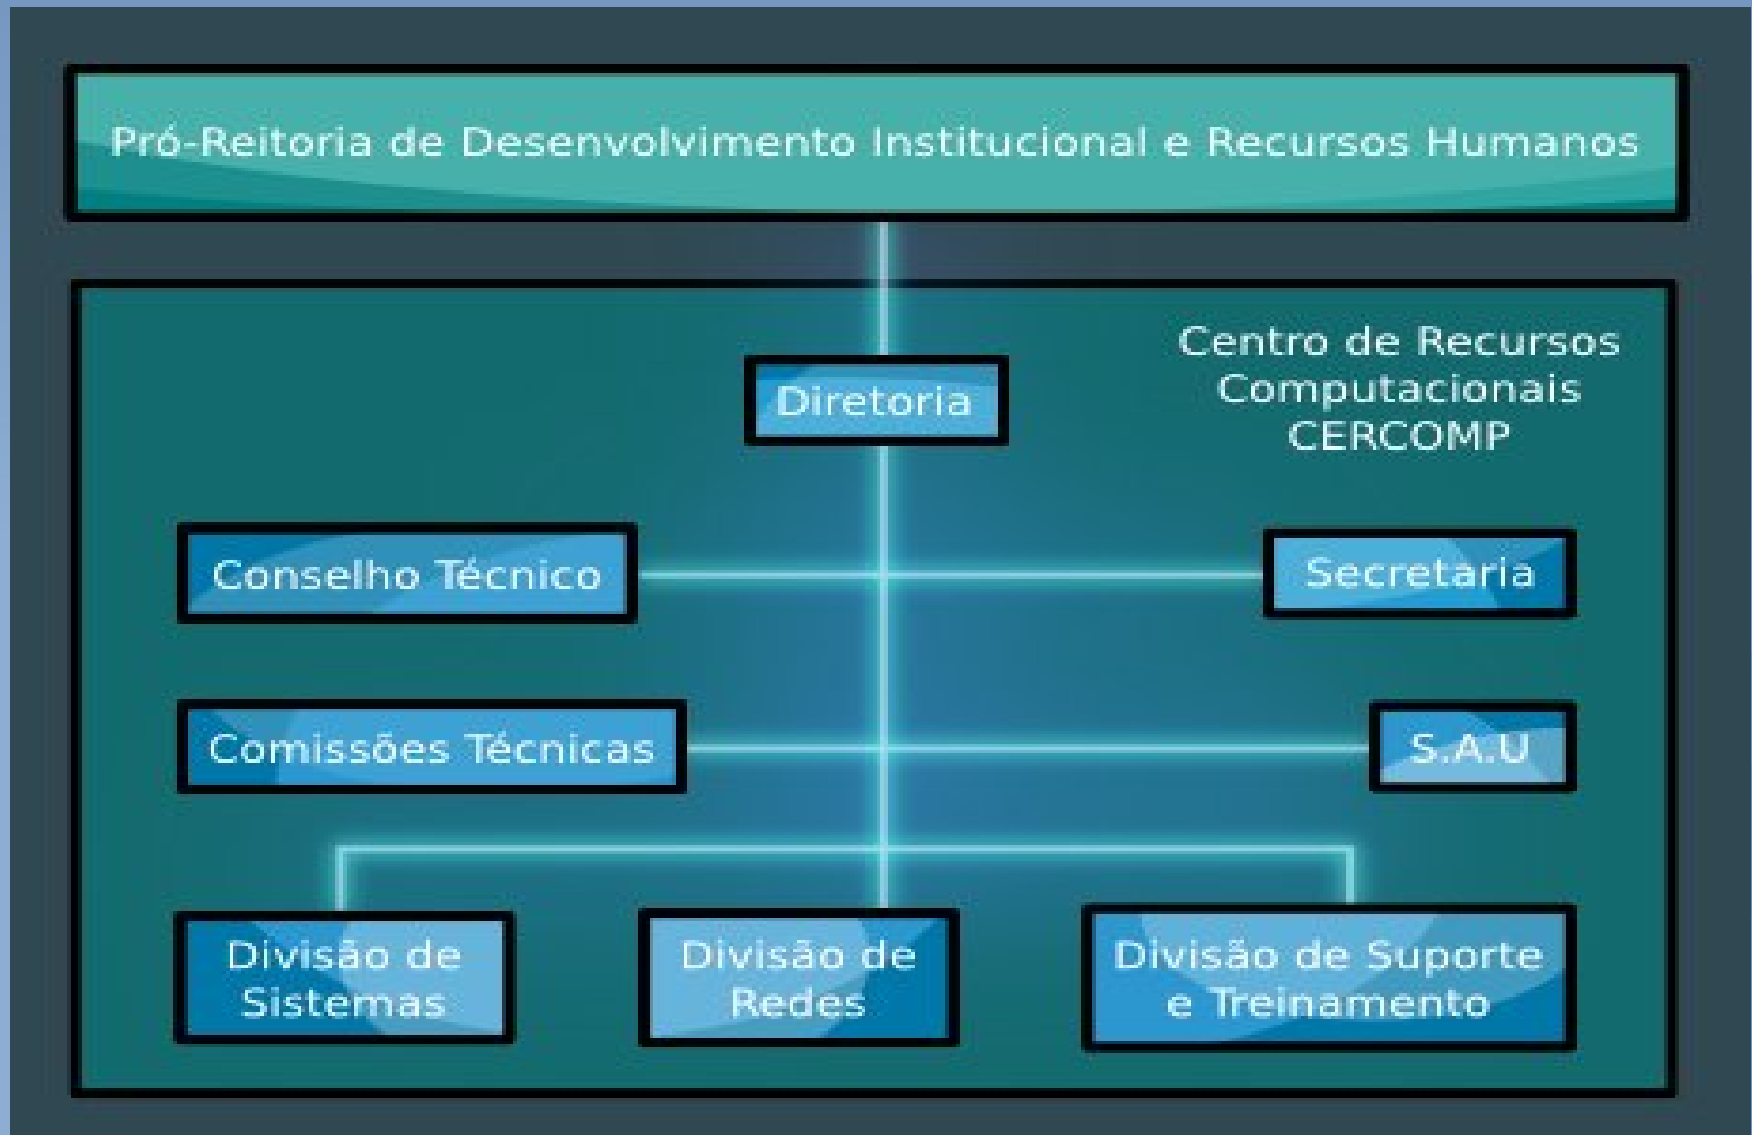 Pró-Reitoria de Desenvolvimento Institucional e Recursos Humanos
Centro de Recursos
Computacionais
CERCOMP
Diretoria
Conselho Técnico
Secretaria
Comissões Técnicas
S.A.U
Divisão de
Sistemas
Divisão de
Redes
Divisão de Suporte
e Treinamento